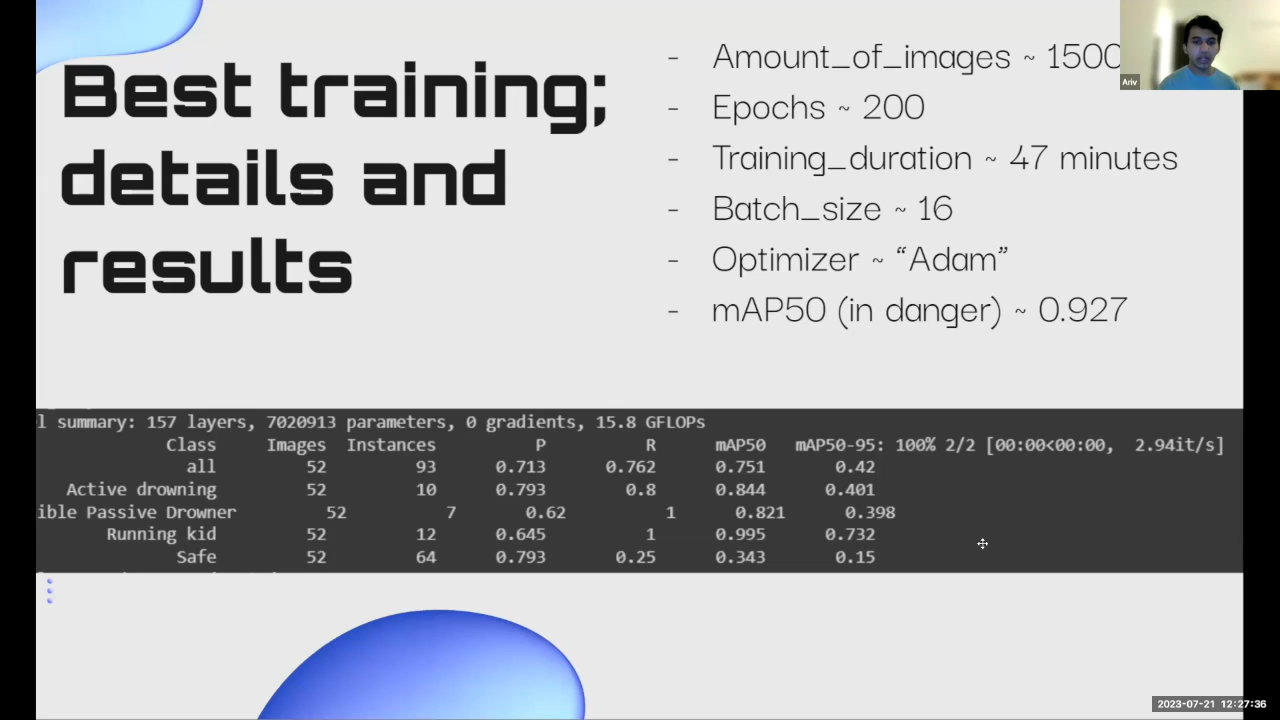 Best training;
details and
results
- Amount_of_images ~ 1500
- Epochs ~ 200
- Training_duration ~ 47 minutes
- Batch_size ~ 16
- Optimizer ~ “Adam”
- mAP50 (in danger) ~ 0.927
Ariv
l summary: 157 layers, 7020913 parameters, 0 gradients, 15.8 GFLOPs
Class Images Instances P R mAP50 mAP50-95: 100% 2/2 [00:00<00:00, 2.94it/s]
all 52 93 0.713 0.762 0.751 0.42
Active drowning 52 10 0.793 0.8 0.844 0.401
ible Passive Drowner 52 7 0.62 1 0.821 0.398
Running kid 52 12 0.645 1 0.995 0.732
Safe 52 64 0.793 0.25 0.343 0.15
2023-07-21 12:27:36